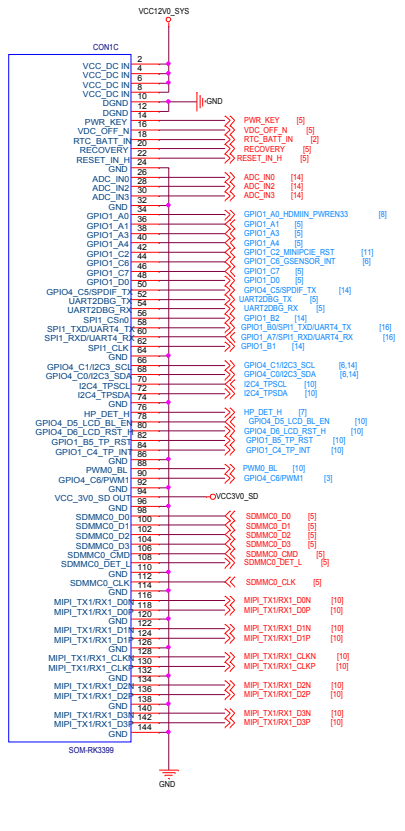 VCC12V0_SYS
CON1C
VCC_DC IN 2
VCC_DC IN 4
VCC_DC IN 6
VCC_DC IN 8
DGND 10 GND
DGND 12
PWR_KEY 14 PWR_KEY [5]
VDC_OFF_N 16 VDC_OFF_N [5]
RTC_BATT_IN 18 RTC_BATT_IN [2]
RECOVERY 20 RECOVERY [5]
RESET_IN_H 22 RESET_IN_H [5]
GND 24
ADC_IN0 26 ADC_IN0 [14]
ADC_IN2 28 ADC_IN2 [14]
ADC_IN3 30 ADC_IN3 [14]
GND 32
GPIO1_A0 34 GPIO1_A0_HDMIIN_PWREN33 [8]
GPIO1_A1 36 GPIO1_A1 [5]
GPIO1_A3 38 GPIO1_A3 [5]
GPIO1_A4 40 GPIO1_A4 [5]
GPIO1_C2 42 GPIO1_C2_MINIPCIE_RST [11]
GPIO1_C6 44 GPIO1_C6_GSENSOR_INT [6]
GPIO1_C7 46 GPIO1_C7 [5]
GPIO1_D0 48 GPIO1_D0 [5]
GPIO4_C5/SPDIF_TX 50 GPIO4_C5/SPDIF_TX [14]
UART2DBG_TX 52 UART2DBG_TX [5]
UART2DBG_RX 54 UART2DBG_RX [5]
SPI1_CSn0 56 GPIO1_B2 [14]
SPI1_TXD/UART4_TX 58 GPIO1_B0/SPI1_TXD/UART4_TX [16]
SPI1_RXD/UART4_RX 60 GPIO1_A7/SPI1_RXD/UART4_RX [16]
SPI1_CLK 62 GPIO1_B1 [14]
GND 64
GPIO4_C1/I2C3_SCL 66 GPIO4_C1/I2C3_SCL [6,14]
GPIO4_C0/I2C3_SDA 68 GPIO4_C0/I2C3_SDA [6,14]
I2C4_TPSCL 70 I2C4_TPSCL [10]
I2C4_TPSDA 72 I2C4_TPSDA [10]
GND 74
HP_DET_H 76 HP_DET_H [7]
GPIO4_D5_LCD_BL_EN 78 GPIO4_D5_LCD_BL_EN [10]
GPIO4_D6_LCD_RST_H 80 GPIO4_D6_LCD_RST_H [10]
GPIO1_B5_TP_RST 82 GPIO1_B5_TP_RST [10]
GPIO1_C4_TP_INT 84 GPIO1_C4_TP_INT [10]
GND 86
PWM0_BL 88 PWM0_BL [10]
GPIO4_C6/PWM1 90 GPIO4_C6/PWM1 [3]
GND 92
VCC_3V0_SD OUT 94 VCC3V0_SD
GND 96
SDMMC0_D0 98 SDMMC0_D0 [5]
SDMMC0_D1 100 SDMMC0_D1 [5]
SDMMC0_D2 102 SDMMC0_D2 [5]
SDMMC0_D3 104 SDMMC0_D3 [5]
SDMMC0_CMD 106 SDMMC0_CMD [5]
SDMMC0_DET_L 108 SDMMC0_DET_L [5]
GND 110
SDMMC0_CLK 112 SDMMC0_CLK [5]
GND 114
MIPI_TX1/RX1_D0N 116 MIPI_TX1/RX1_D0N [10]
MIPI_TX1/RX1_D0P 118 MIPI_TX1/RX1_D0P [10]
GND 120
MIPI_TX1/RX1_D1N 122 MIPI_TX1/RX1_D1N [10]
MIPI_TX1/RX1_D1P 124 MIPI_TX1/RX1_D1P [10]
GND 126
MIPI_TX1/RX1_CLKN 128 MIPI_TX1/RX1_CLKN [10]
MIPI_TX1/RX1_CLKP 130 MIPI_TX1/RX1_CLKP [10]
GND 132
MIPI_TX1/RX1_D2N 134 MIPI_TX1/RX1_D2N [10]
MIPI_TX1/RX1_D2P 136 MIPI_TX1/RX1_D2P [10]
GND 138
MIPI_TX1/RX1_D3N 140 MIPI_TX1/RX1_D3N [10]
MIPI_TX1/RX1_D3P 142 MIPI_TX1/RX1_D3P [10]
GND 144
SOM-RK3399
GND